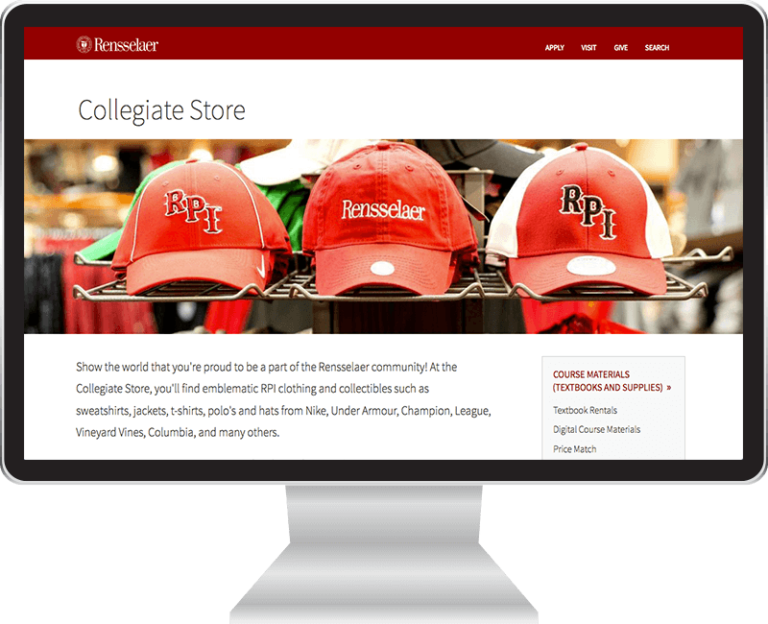 Rensselaer
APPLY VISIT GIVE SEARCH
Collegiate Store
RPI
Rensselaer
RPI
Show the world that you're proud to be a part of the Rensselaer community! At the
Collegiate Store, you'll find emblematic RPI clothing and collectibles such as
sweatshirts, jackets, t-shirts, polo's and hats from Nike, Under Armour, Champion, League,
Vineyard Vines, Columbia, and many others.
COURSE MATERIALS
(TEXTBOOKS AND SUPPLIES) »
Textbook Rentals
Digital Course Materials
Price Match